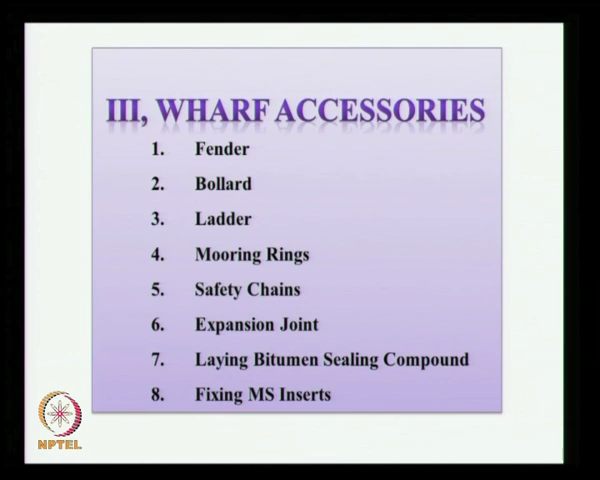 III, WHARF ACCESSORIES
1. Fender
2. Bollard
3. Ladder
4. Mooring Rings
5. Safety Chains
6. Expansion Joint
7. Laying Bitumen Sealing Compound
8. Fixing MS Inserts
NPTEL